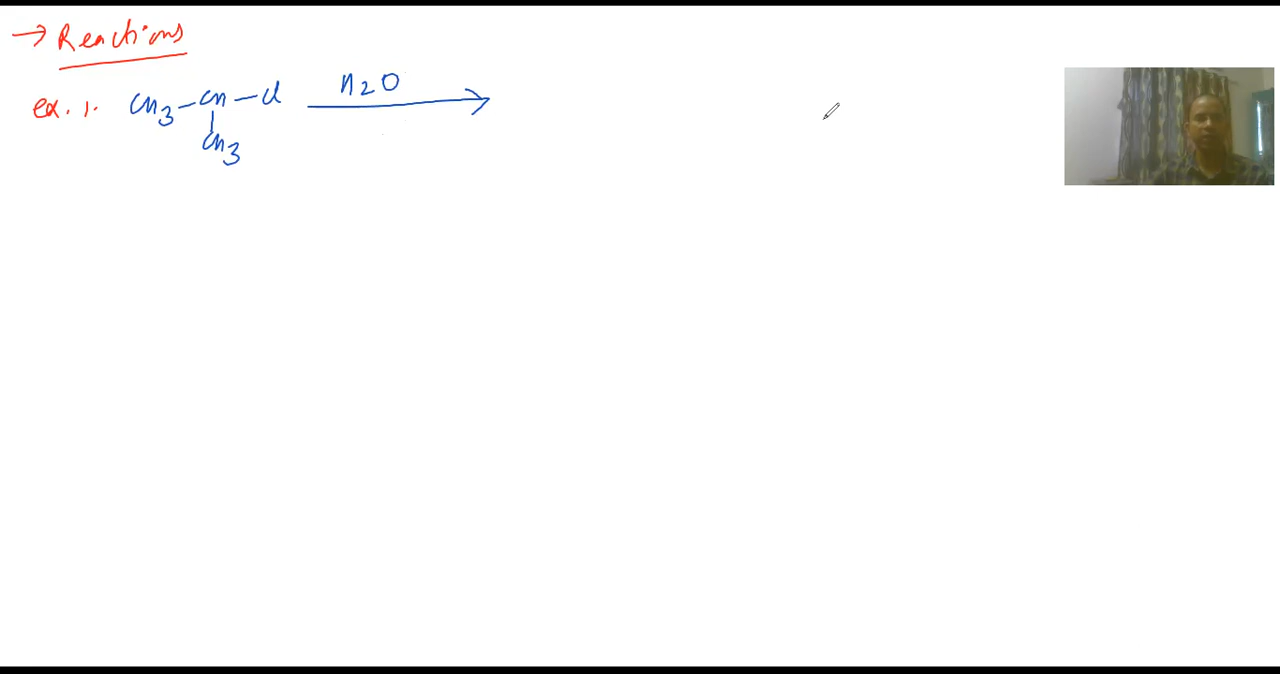 → Reactions
H2O
ex. 1. CH3-CH-Cl →
CH3